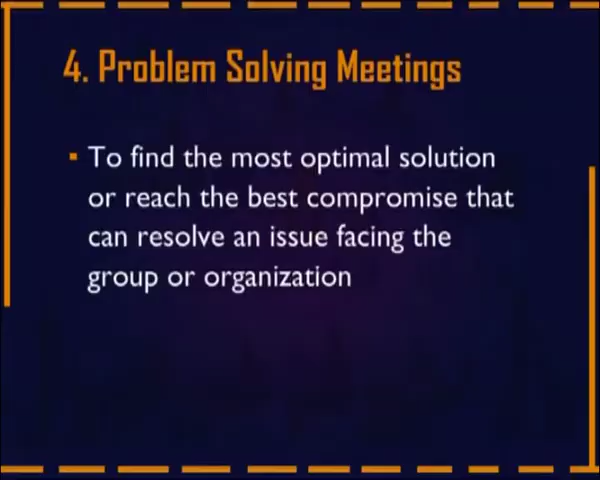 4. Problem Solving Meetings
▪ To find the most optimal solution
or reach the best compromise that
can resolve an issue facing the
group or organization